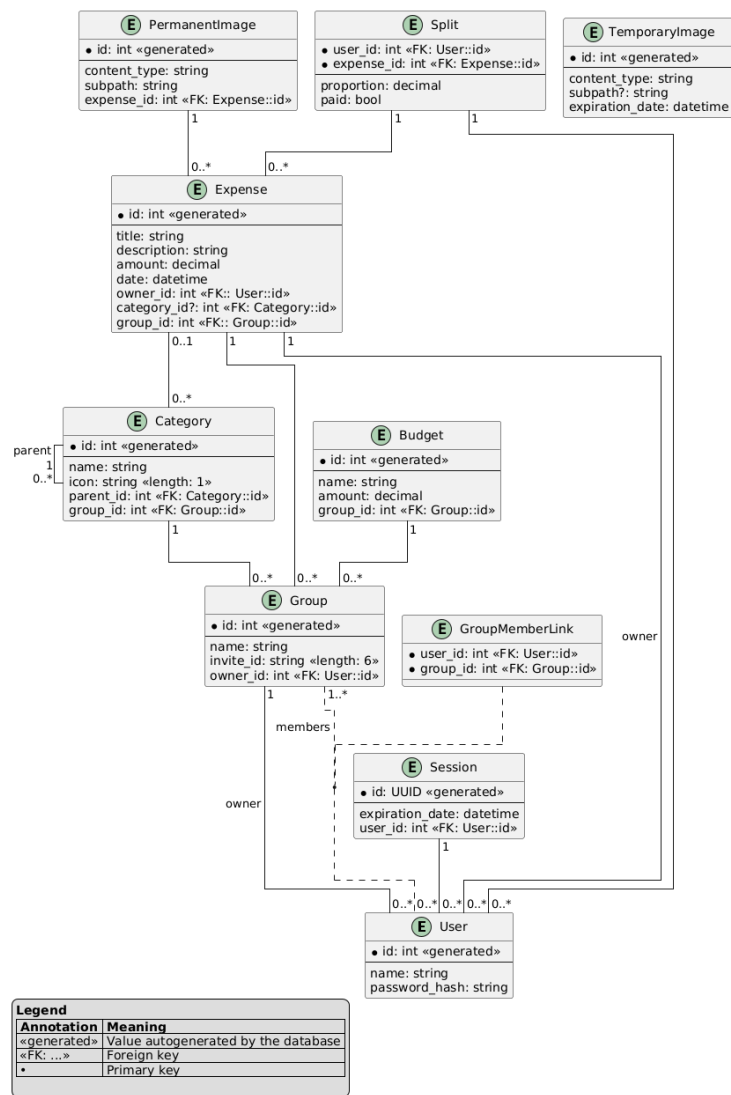 E PermanentImage
• id: int «generated»
content_type: string
subpath: string
expense_id: int «FK: Expense::id»
E Split
• user_id: int «FK: User::id»
• expense_id: int «FK: Expense::id»
proportion: decimal
paid: bool
E TemporaryImage
• id: int «generated»
content_type: string
subpath?: string
expiration_date: datetime
1
1
1
0..*
0..*
E Expense
• id: int «generated»
title: string
description: string
amount: decimal
date: datetime
owner_id: int «FK:: User::id»
category_id?: int «FK: Category::id»
group_id: int «FK:: Group::id»
0..1
1
1
0..*
E Category
• id: int «generated»
name: string
icon: string «length: 1»
parent_id: int «FK: Category::id»
group_id: int «FK: Group::id»
parent
1
0..*
E Budget
• id: int «generated»
name: string
amount: decimal
group_id: int «FK: Group::id»
1
1
0..*
0..*
0..*
E Group
• id: int «generated»
name: string
invite_id: string «length: 6»
owner_id: int «FK: User::id»
E GroupMemberLink
• user_id: int «FK: User::id»
• group_id: int «FK: Group::id»
owner
1
1..*
members
E Session
• id: UUID «generated»
expiration_date: datetime
user_id: int «FK: User::id»
owner
1
0..*
0..*
0..*
0..*
0..*
E User
• id: int «generated»
name: string
password_hash: string
Legend
Annotation Meaning
«generated» Value autogenerated by the database
«FK: ...» Foreign key
• Primary key